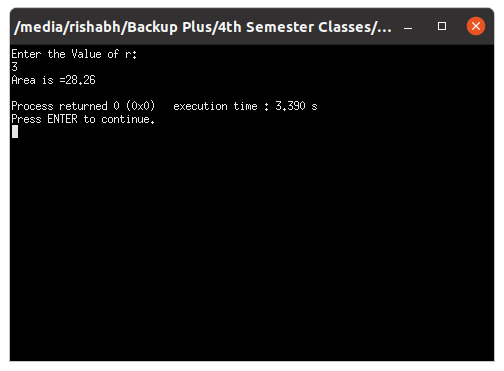 /media/rishabh/Backup Plus/4th Semester Classes/...
Enter the Value of r:
3
Area is =28.26
Process returned 0 (0x0)   execution time : 3.390 s
Press ENTER to continue.